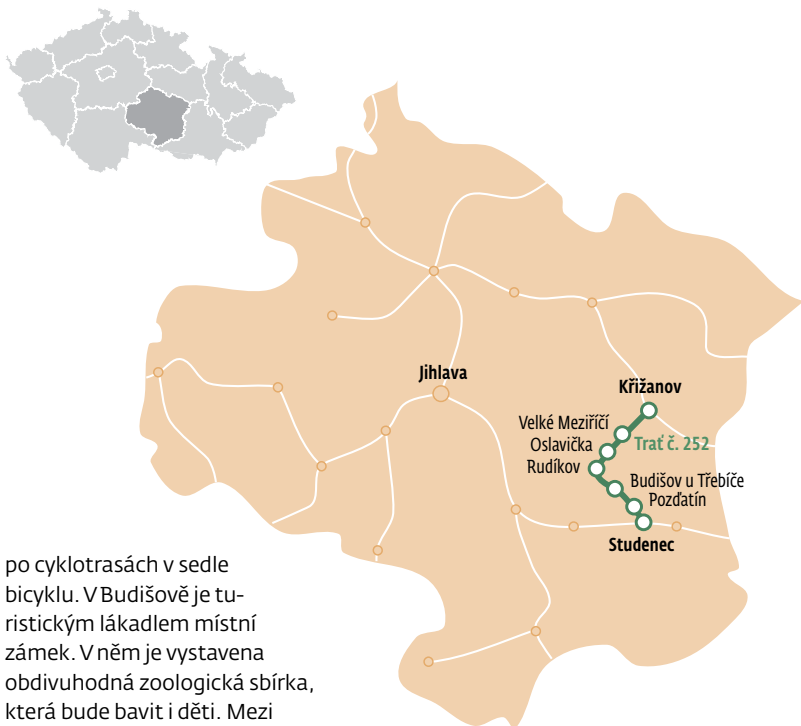 Jihlava
Křižanov
Velké Meziříčí
Trať č. 252
Oslavička
Rudíkov
Budišov u Třebíče
Pozďatín
Studenec
po cyklotrasách v sedle
bicyklu. V Budišově je tu-
ristickým lákadlem místní
zámek. V něm je vystavena
obdivuhodná zoologická sbírka,
která bude bavit i děti. Mezi